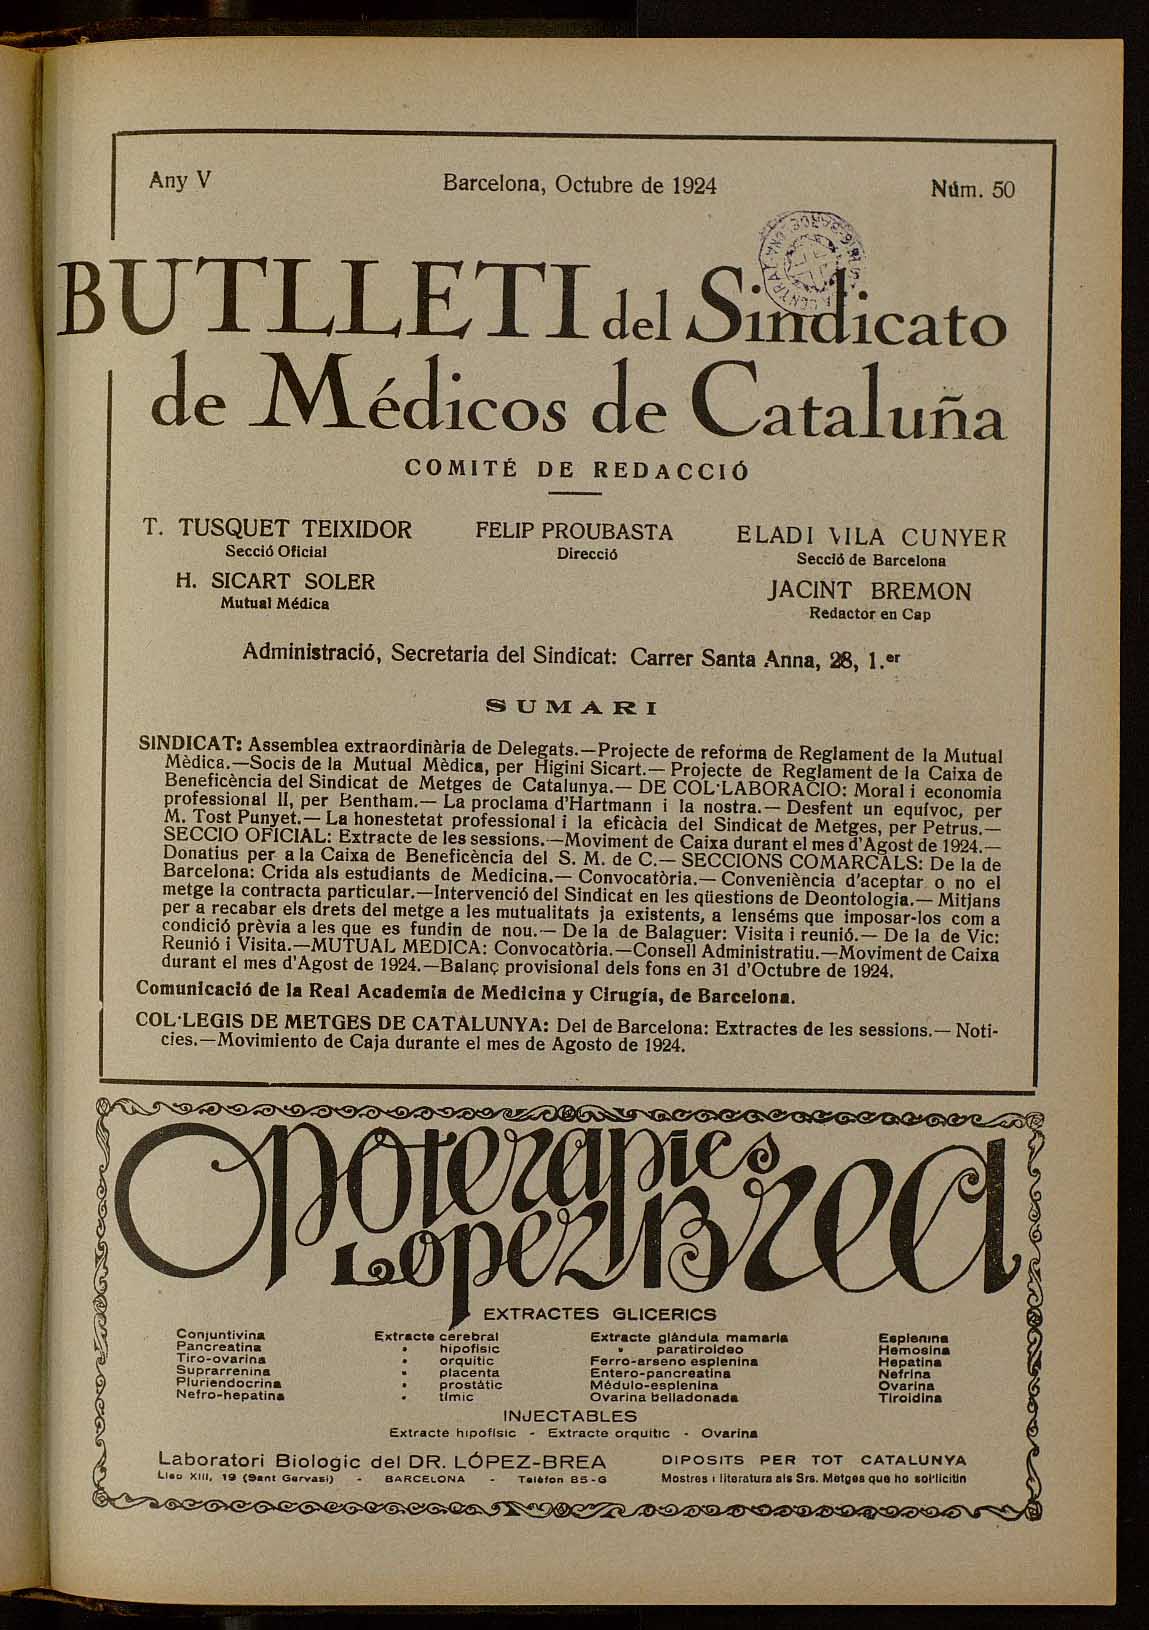 Any V
Barcelona, Octubre de 1924
Núm. 50
BUTLLETI del Sindicato
de Médicos de Cataluña
COMITÉ DE REDACCIÓ
T. TUSQUET TEIXIDOR
Secció Oficial
H. SICART SOLER
Mutual Médica
FELIP PROUBASTA
Direcció
ELADI VILA CUNYER
Secció de Barcelona
JACINT BREMON
Redactor en Cap
Administració, Secretaria del Sindicat: Carrer Santa Anna, 28, 1.er
SUMARI
SINDICAT: Assemblea extraordinària de Delegats.—Projecte de reforma de Reglament de la Mutual
Mèdica.—Socis de la Mutual Mèdica, per Higini Sicart.— Projecte de Reglament de la Caixa de
Beneficència del Sindicat de Metges de Catalunya.— DE COL·LABORACIO: Moral i economia
professional II, per Bentham.— La proclama d'Hartmann i la nostra.— Desfent un equívoc, per
M. Tost Punyet.— La honestetat professional i la eficàcia del Sindicat de Metges, per Petrus.—
SECCIO OFICIAL: Extracte de les sessions.—Moviment de Caixa durant el mes d'Agost de 1924.—
Donatius per a la Caixa de Beneficència del S. M. de C.— SECCIONS COMARCALS: De la de
Barcelona: Crida als estudiants de Medicina.— Convocatòria.— Conveniència d'aceptar o no el
metge la contracta particular.—Intervenció del Sindicat en les qüestions de Deontologia.— Mitjans
per a recabar els drets del metge a les mutualitats ja existents, a lenséms que imposar-los com a
condició prèvia a les que es fundin de nou.— De la de Balaguer: Visita i reunió.— De la de Vic:
Reunió i Visita.—MUTUAL MEDICA: Convocatòria.—Consell Administratiu.—Moviment de Caixa
durant el mes d'Agost de 1924.—Balanç provisional dels fons en 31 d'Octubre de 1924.
Comunicació de la Real Academia de Medicina y Cirugía, de Barcelona.
COL·LEGIS DE METGES DE CATALUNYA: Del de Barcelona: Extractes de les sessions.— Noti-
cies.—Movimiento de Caja durante el mes de Agosto de 1924.
Opoterapies
Lopez Brea
EXTRACTES GLICERICS
Conjuntivina
Pancreatina
Tiro-ovarina
Suprarrenina
Pluriendocrina
Nefro-hepatina
Extracte cerebral
» hipofisic
» orquitic
» placenta
» prostàtic
» timic
Extracte glàndula mamaria
» paratiroideo
Ferro-arseno esplenina
Entero-pancreatina
Médulo-esplenina
Ovarina belladonada
Esplenina
Hemosina
Hepatina
Nefrina
Ovarina
Tiroidina
INJECTABLES
Extracte hipofisic - Extracte orquitic - Ovarina
Laboratori Biologic del DR. LÓPEZ-BREA
Lleo XIII, 19 (Sant Gervasi) - BARCELONA - Telèfon 85-G
DIPOSITS PER TOT CATALUNYA
Mostres i literatura als Srs. Metges que ho sol·licitin